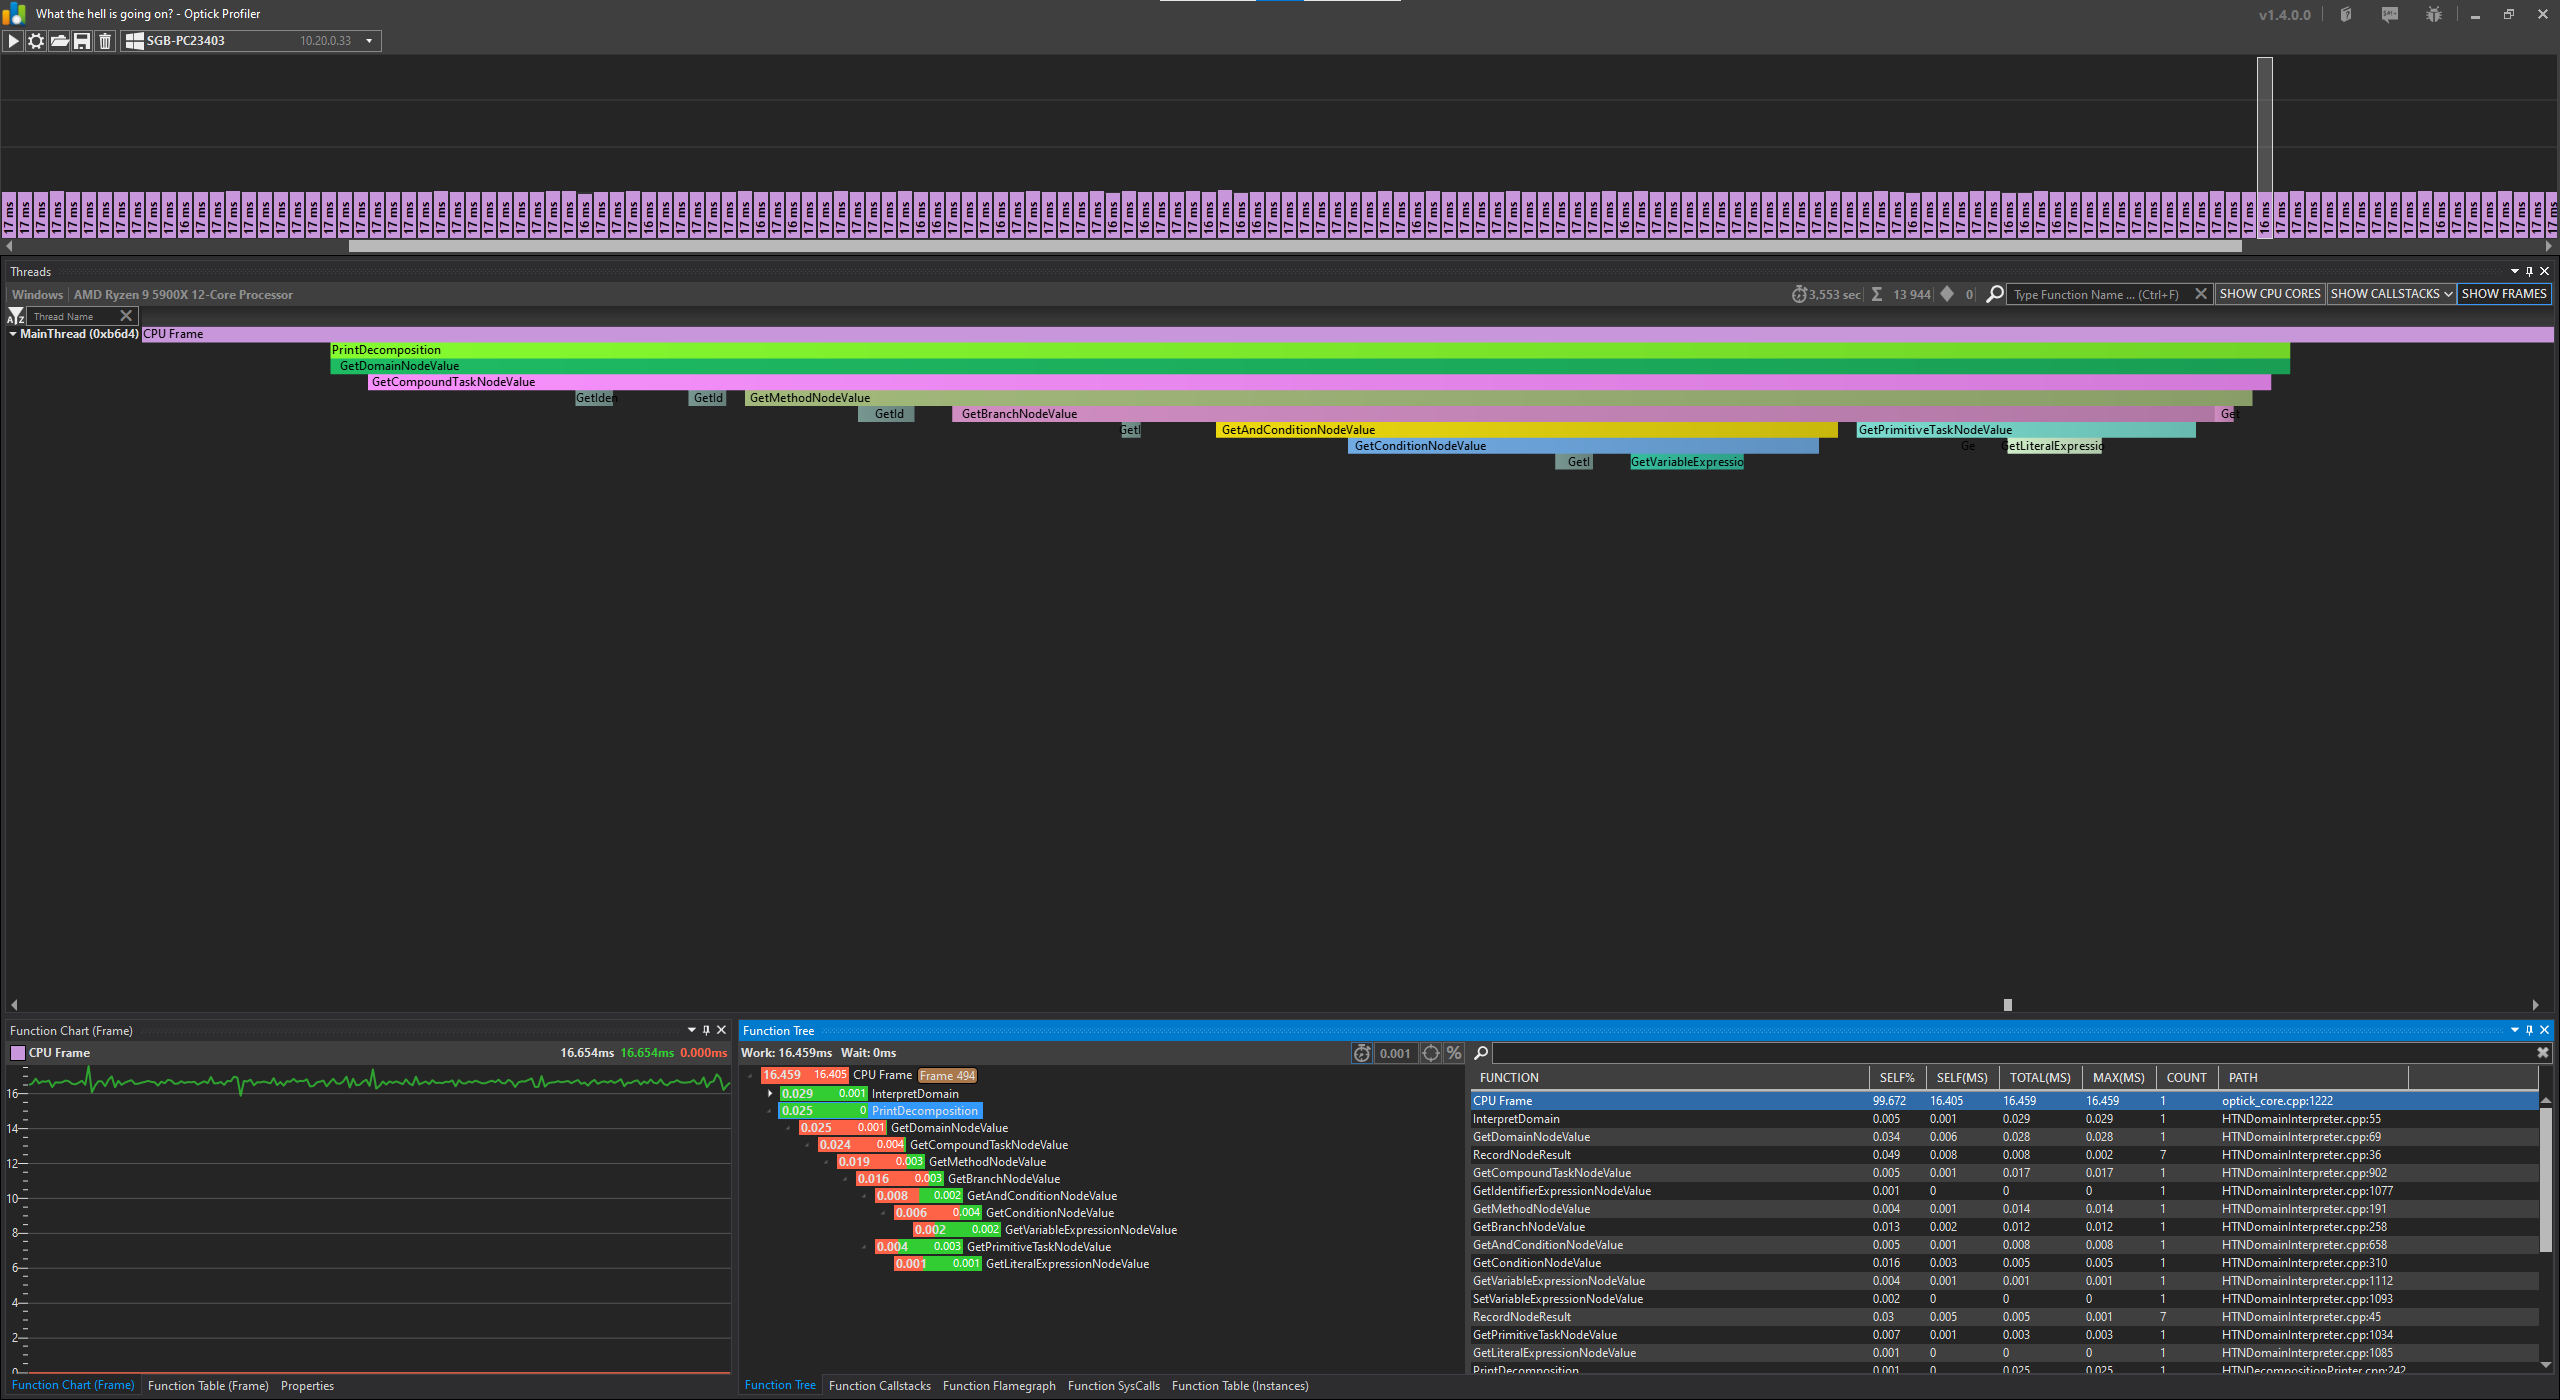 What the hell is going on? - Optick Profiler
v1.4.0.0
SGB-PC23403 10.20.0.33
Threads
Windows AMD Ryzen 9 5900X 12-Core Processor 3,553 sec Σ 13 944 0 Type Function Name ... (Ctrl+F) SHOW CPU CORES SHOW CALLSTACKS SHOW FRAMES
AZ Thread Name
MainThread (0xb6d4) CPU Frame
PrintDecomposition
GetDomainNodeValue
GetCompoundTaskNodeValue
GetIden GetId GetMethodNodeValue
GetId GetBranchNodeValue Get
GetI GetAndConditionNodeValue GetPrimitiveTaskNodeValue
GetConditionNodeValue Ge GetLiteralExpressio
GetI GetVariableExpressio
Function Chart (Frame)
CPU Frame 16.654ms 16.654ms 0.000ms
16
14
12
10
8
6
4
2
0
Function Chart (Frame) Function Table (Frame) Properties
Function Tree
Work: 16.459ms Wait: 0ms 0.001 %
16.459 16.405 CPU Frame Frame 494
0.029 0.001 InterpretDomain
0.025 0 PrintDecomposition
0.025 0.001 GetDomainNodeValue
0.024 0.004 GetCompoundTaskNodeValue
0.019 0.003 GetMethodNodeValue
0.016 0.003 GetBranchNodeValue
0.008 0.002 GetAndConditionNodeValue
0.006 0.004 GetConditionNodeValue
0.002 0.002 GetVariableExpressionNodeValue
0.004 0.003 GetPrimitiveTaskNodeValue
0.001 0.001 GetLiteralExpressionNodeValue
FUNCTION SELF% SELF(MS) TOTAL(MS) MAX(MS) COUNT PATH
CPU Frame 99.672 16.405 16.459 16.459 1 optick_core.cpp:1222
InterpretDomain 0.005 0.001 0.029 0.029 1 HTNDomainInterpreter.cpp:55
GetDomainNodeValue 0.034 0.006 0.028 0.028 1 HTNDomainInterpreter.cpp:69
RecordNodeResult 0.049 0.008 0.008 0.002 7 HTNDomainInterpreter.cpp:36
GetCompoundTaskNodeValue 0.005 0.001 0.017 0.017 1 HTNDomainInterpreter.cpp:902
GetIdentifierExpressionNodeValue 0.001 0 0 0 1 HTNDomainInterpreter.cpp:1077
GetMethodNodeValue 0.004 0.001 0.014 0.014 1 HTNDomainInterpreter.cpp:191
GetBranchNodeValue 0.013 0.002 0.012 0.012 1 HTNDomainInterpreter.cpp:258
GetAndConditionNodeValue 0.005 0.001 0.008 0.008 1 HTNDomainInterpreter.cpp:658
GetConditionNodeValue 0.016 0.003 0.005 0.005 1 HTNDomainInterpreter.cpp:310
GetVariableExpressionNodeValue 0.004 0.001 0.001 0.001 1 HTNDomainInterpreter.cpp:1112
SetVariableExpressionNodeValue 0.002 0 0 0 1 HTNDomainInterpreter.cpp:1093
RecordNodeResult 0.03 0.005 0.005 0.001 7 HTNDomainInterpreter.cpp:45
GetPrimitiveTaskNodeValue 0.007 0.001 0.003 0.003 1 HTNDomainInterpreter.cpp:1034
GetLiteralExpressionNodeValue 0.001 0 0 0 1 HTNDomainInterpreter.cpp:1085
PrintDecomposition 0.001 0 0.025 0.025 1 HTNDecompositionPrinter.cpp:242
Function Tree Function Callstacks Function Flamegraph Function SysCalls Function Table (Instances)